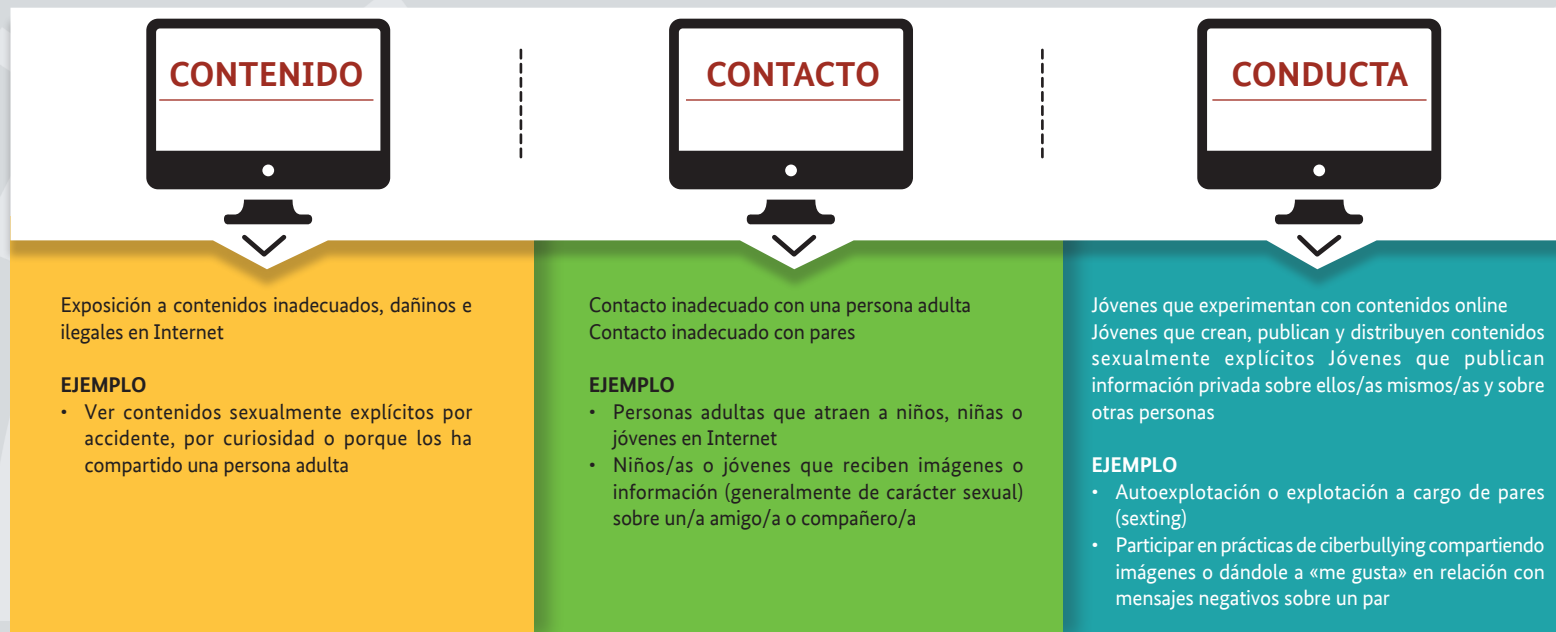 CONTENIDO
CONTACTO
CONDUCTA
Exposición a contenidos inadecuados, dañinos e
ilegales en Internet
EJEMPLO
• Ver contenidos sexualmente explícitos por
accidente, por curiosidad o porque los ha
compartido una persona adulta
Contacto inadecuado con una persona adulta
Contacto inadecuado con pares
EJEMPLO
• Personas adultas que atraen a niños, niñas o
jóvenes en Internet
• Niños/as o jóvenes que reciben imágenes o
información (generalmente de carácter sexual)
sobre un/a amigo/a o compañero/a
Jóvenes que experimentan con contenidos online
Jóvenes que crean, publican y distribuyen contenidos
sexualmente explícitos Jóvenes que publican
información privada sobre ellos/as mismos/as y sobre
otras personas
EJEMPLO
• Autoexplotación o explotación a cargo de pares
(sexting)
• Participar en prácticas de ciberbullying compartiendo
imágenes o dándole a «me gusta» en relación con
mensajes negativos sobre un par